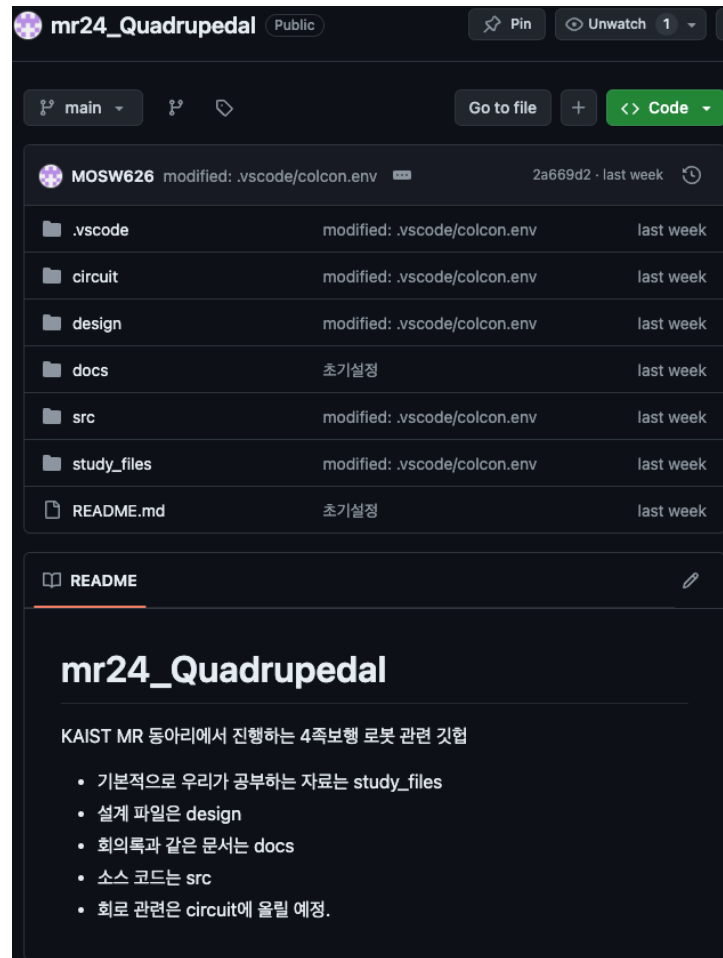 mr24_Quadrupedal Public Pin Unwatch 1
main Go to file Code
MOSW626 modified: .vscode/colcon.env 2a669d2 · last week
.vscode modified: .vscode/colcon.env last week
circuit modified: .vscode/colcon.env last week
design modified: .vscode/colcon.env last week
docs 초기설정 last week
src modified: .vscode/colcon.env last week
study_files modified: .vscode/colcon.env last week
README.md 초기설정 last week
README
mr24_Quadrupedal
KAIST MR 동아리에서 진행하는 4족보행 로봇 관련 깃헙
• 기본적으로 우리가 공부하는 자료는 study_files
• 설계 파일은 design
• 회의록과 같은 문서는 docs
• 소스 코드는 src
• 회로 관련은 circuit에 올릴 예정.